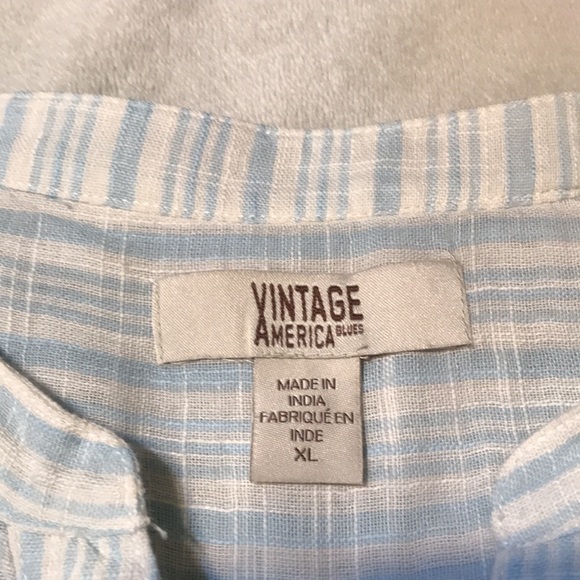 VINTAGE
AMERICA BLUES
MADE IN
INDIA
FABRIQUÉ EN
INDE
XL